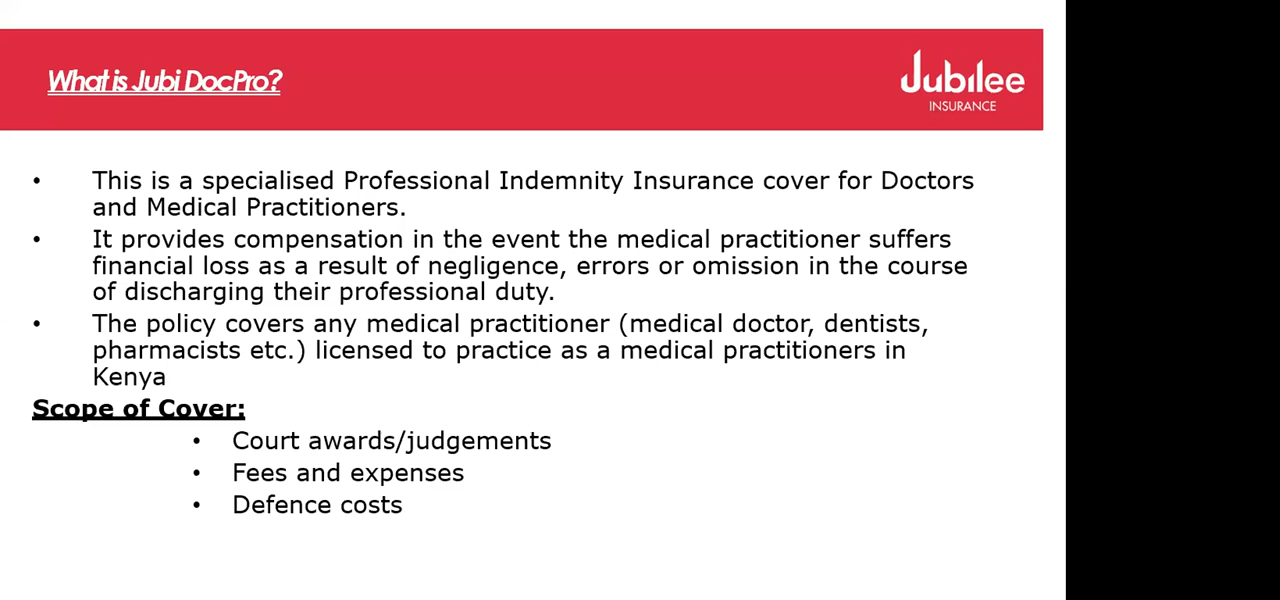 What is Jubi DocPro?
Jubilee
INSURANCE
• This is a specialised Professional Indemnity Insurance cover for Doctors
and Medical Practitioners.
• It provides compensation in the event the medical practitioner suffers
financial loss as a result of negligence, errors or omission in the course
of discharging their professional duty.
• The policy covers any medical practitioner (medical doctor, dentists,
pharmacists etc.) licensed to practice as a medical practitioners in
Kenya
Scope of Cover:
• Court awards/judgements
• Fees and expenses
• Defence costs